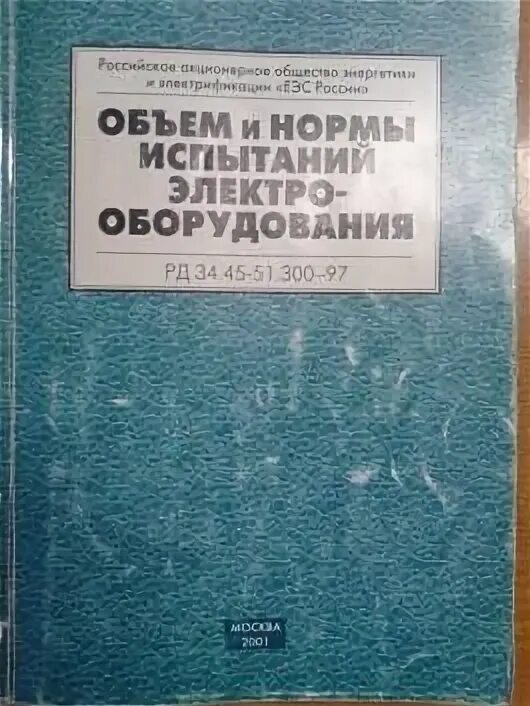 Российское акционерное общество энергетики
и электрификации «ЕЭС России»
ОБЪЕМ и НОРМЫ
ИСПЫТАНИЙ
ЭЛЕКТРО-
ОБОРУДОВАНИЯ
РД 34.45-51.300-97
МОСКВА
2001